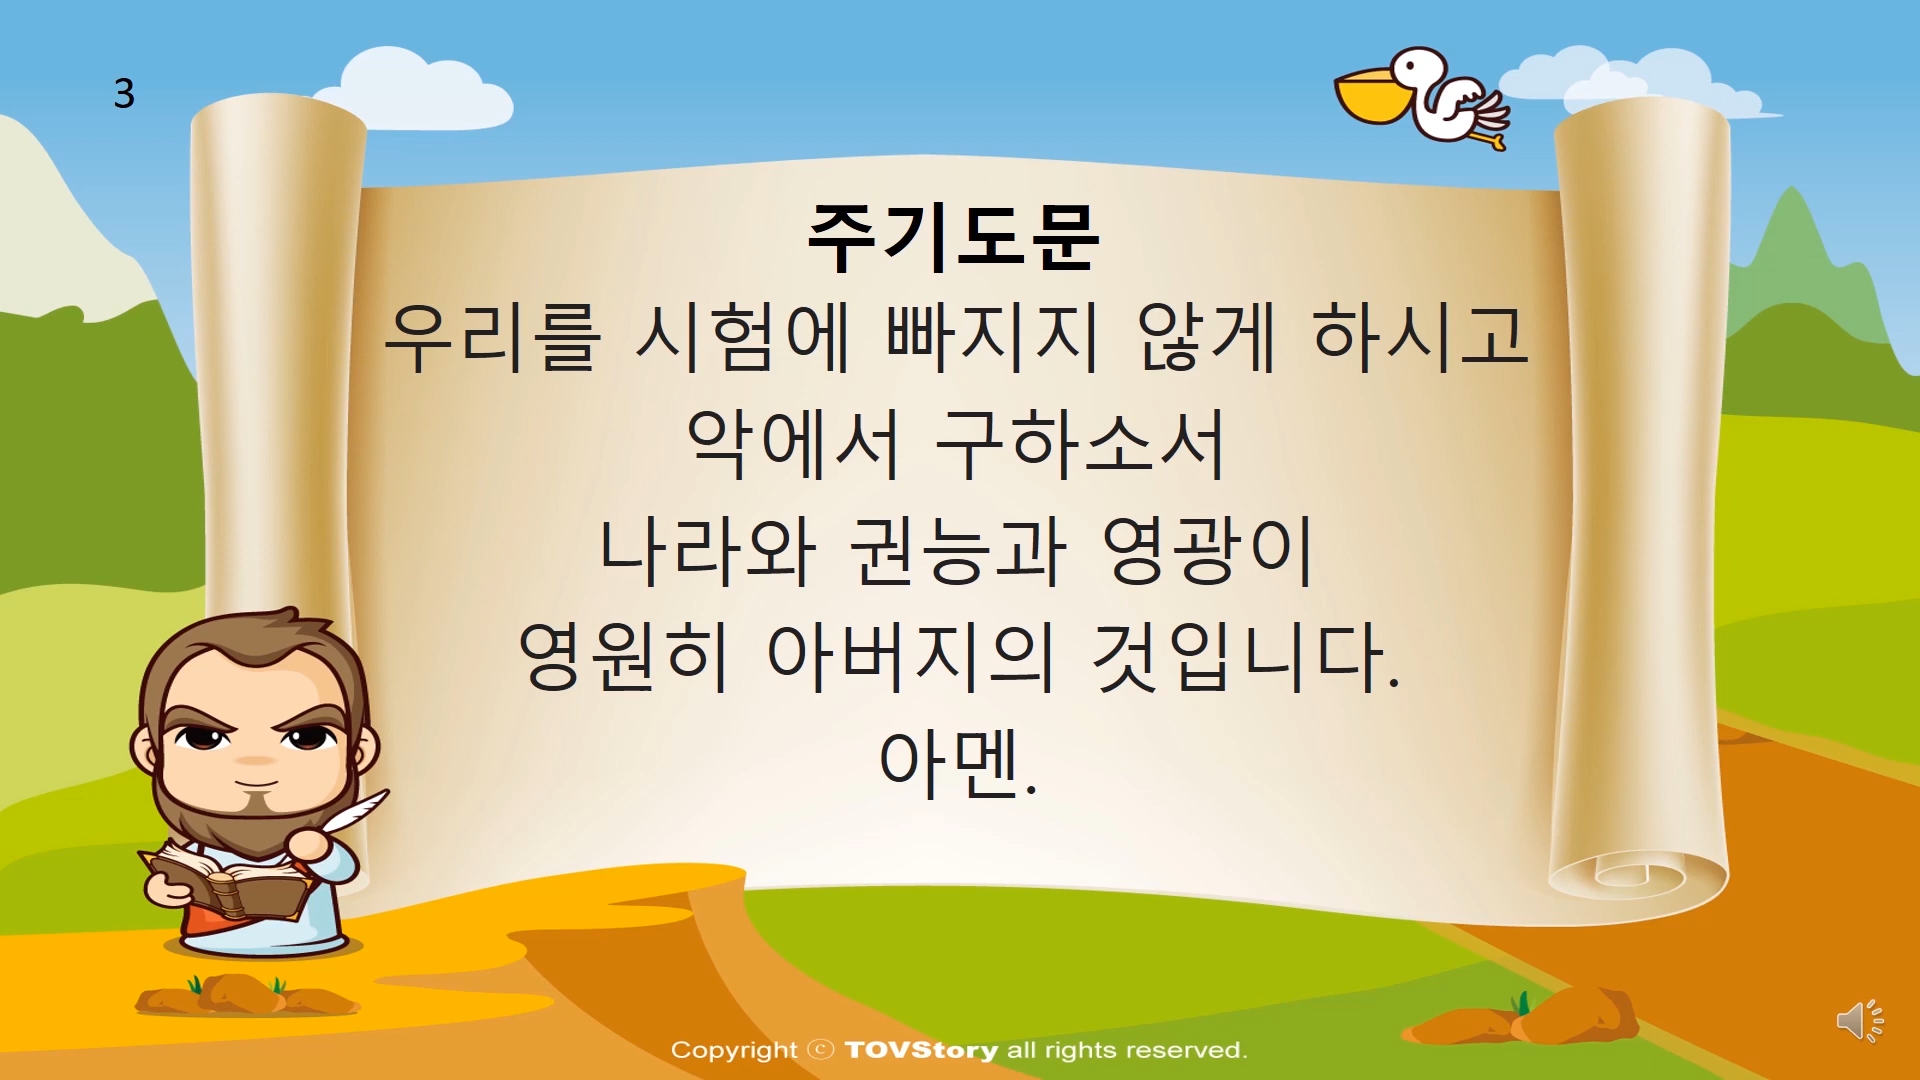 3
주기도문
우리를 시험에 빠지지 않게 하시고
악에서 구하소서
나라와 권능과 영광이
영원히 아버지의 것입니다.
아멘.
Copyright ⓒ TOVStory all rights reserved.